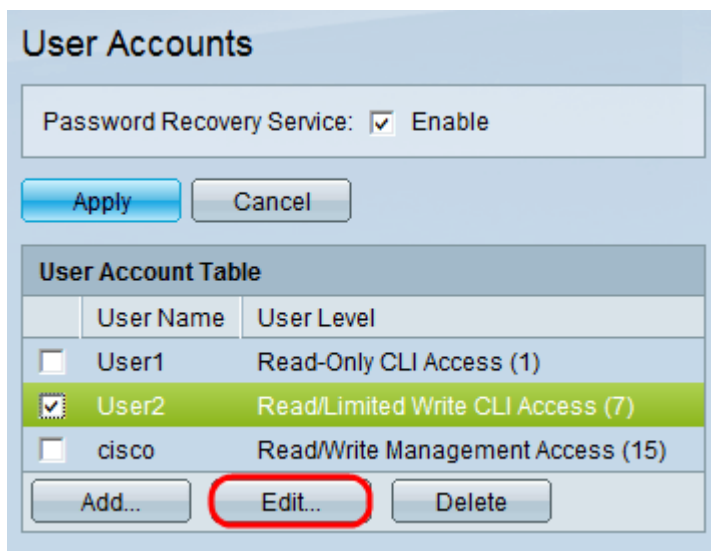 User Accounts
Password Recovery Service: Enable
Apply Cancel
User Account Table
User Name User Level
User1 Read-Only CLI Access (1)
User2 Read/Limited Write CLI Access (7)
cisco Read/Write Management Access (15)
Add... Edit... Delete